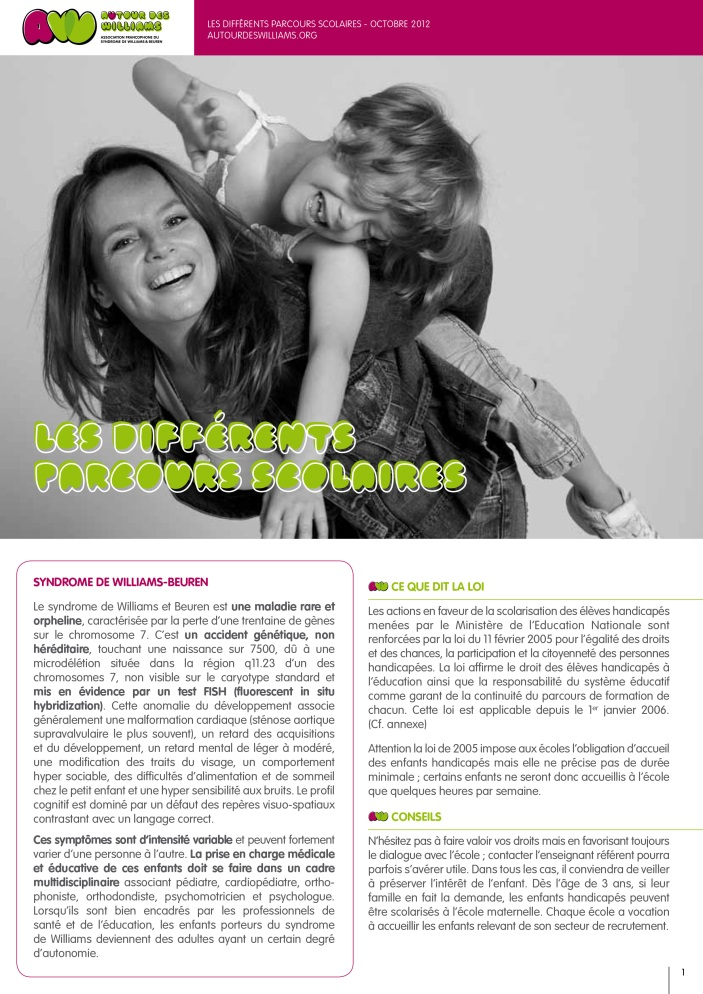 AUTOUR DES
WILLIAMS
ASSOCIATION FRANCOPHONE DU
SYNDROME DE WILLIAMS & BEUREN
LES DIFFÉRENTS PARCOURS SCOLAIRES - OCTOBRE 2012
AUTOURDESWILLIAMS.ORG
LES DIFFÉRENTS
PARCOURS SCOLAIRES
SYNDROME DE WILLIAMS-BEUREN
Le syndrome de Williams et Beuren est une maladie rare et
orpheline, caractérisée par la perte d'une trentaine de gènes
sur le chromosome 7. C'est un accident génétique, non
héréditaire, touchant une naissance sur 7500, dû à une
microdélétion située dans la région q11.23 d'un des
chromosomes 7, non visible sur le caryotype standard et
mis en évidence par un test FISH (fluorescent in situ
hybridization). Cette anomalie du développement associe
généralement une malformation cardiaque (sténose aortique
supravalvulaire le plus souvent), un retard des acquisitions
et du développement, un retard mental de léger à modéré,
une modification des traits du visage, un comportement
hyper sociable, des difficultés d'alimentation et de sommeil
chez le petit enfant et une hyper sensibilité aux bruits. Le profil
cognitif est dominé par un défaut des repères visuo-spatiaux
contrastant avec un langage correct.
Ces symptômes sont d'intensité variable et peuvent fortement
varier d'une personne à l'autre. La prise en charge médicale
et éducative de ces enfants doit se faire dans un cadre
multidisciplinaire associant pédiatre, cardiopédiatre, ortho-
phoniste, orthodondiste, psychomotricien et psychologue.
Lorsqu'ils sont bien encadrés par les professionnels de
santé et de l'éducation, les enfants porteurs du syndrome
de Williams deviennent des adultes ayant un certain degré
d'autonomie.
CE QUE DIT LA LOI
Les actions en faveur de la scolarisation des élèves handicapés
menées par le Ministère de l'Education Nationale sont
renforcées par la loi du 11 février 2005 pour l'égalité des droits
et des chances, la participation et la citoyenneté des personnes
handicapées. La loi affirme le droit des élèves handicapés à
l'éducation ainsi que la responsabilité du système éducatif
comme garant de la continuité du parcours de formation de
chacun. Cette loi est applicable depuis le 1er janvier 2006.
(Cf. annexe)
Attention la loi de 2005 impose aux écoles l'obligation d'accueil
des enfants handicapés mais elle ne précise pas de durée
minimale ; certains enfants ne seront donc accueillis à l'école
que quelques heures par semaine.
CONSEILS
N'hésitez pas à faire valoir vos droits mais en favorisant toujours
le dialogue avec l'école ; contacter l'enseignant référent pourra
parfois s'avérer utile. Dans tous les cas, il conviendra de veiller
à préserver l'intérêt de l'enfant. Dès l'âge de 3 ans, si leur
famille en fait la demande, les enfants handicapés peuvent
être scolarisés à l'école maternelle. Chaque école a vocation
à accueillir les enfants relevant de son secteur de recrutement.
1